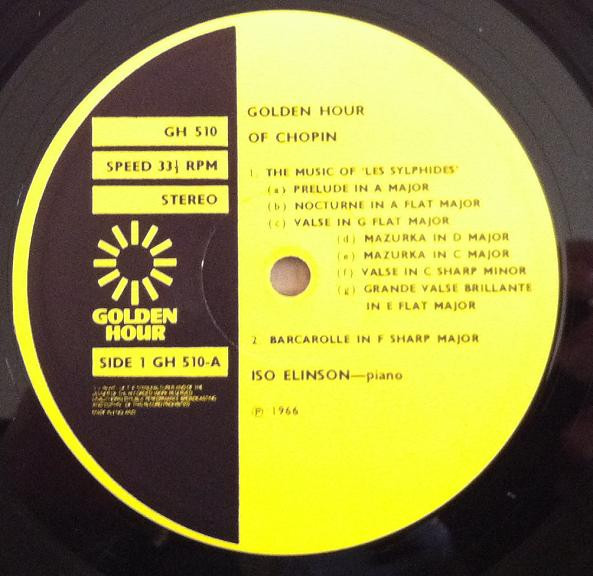 GH 510
SPEED 33⅓ RPM
STEREO
GOLDEN
HOUR
SIDE 1 GH 510-A
MADE IN ENGLAND
GOLDEN HOUR
OF CHOPIN
1. THE MUSIC OF 'LES SYLPHIDES'
(a) PRELUDE IN A MAJOR
(b) NOCTURNE IN A FLAT MAJOR
(c) VALSE IN G FLAT MAJOR
(d) MAZURKA IN D MAJOR
(e) MAZURKA IN C MAJOR
(f) VALSE IN C SHARP MINOR
(g) GRANDE VALSE BRILLANTE
IN E FLAT MAJOR
2. BARCAROLLE IN F SHARP MAJOR
ISO ELINSON—piano
Ⓟ 1966